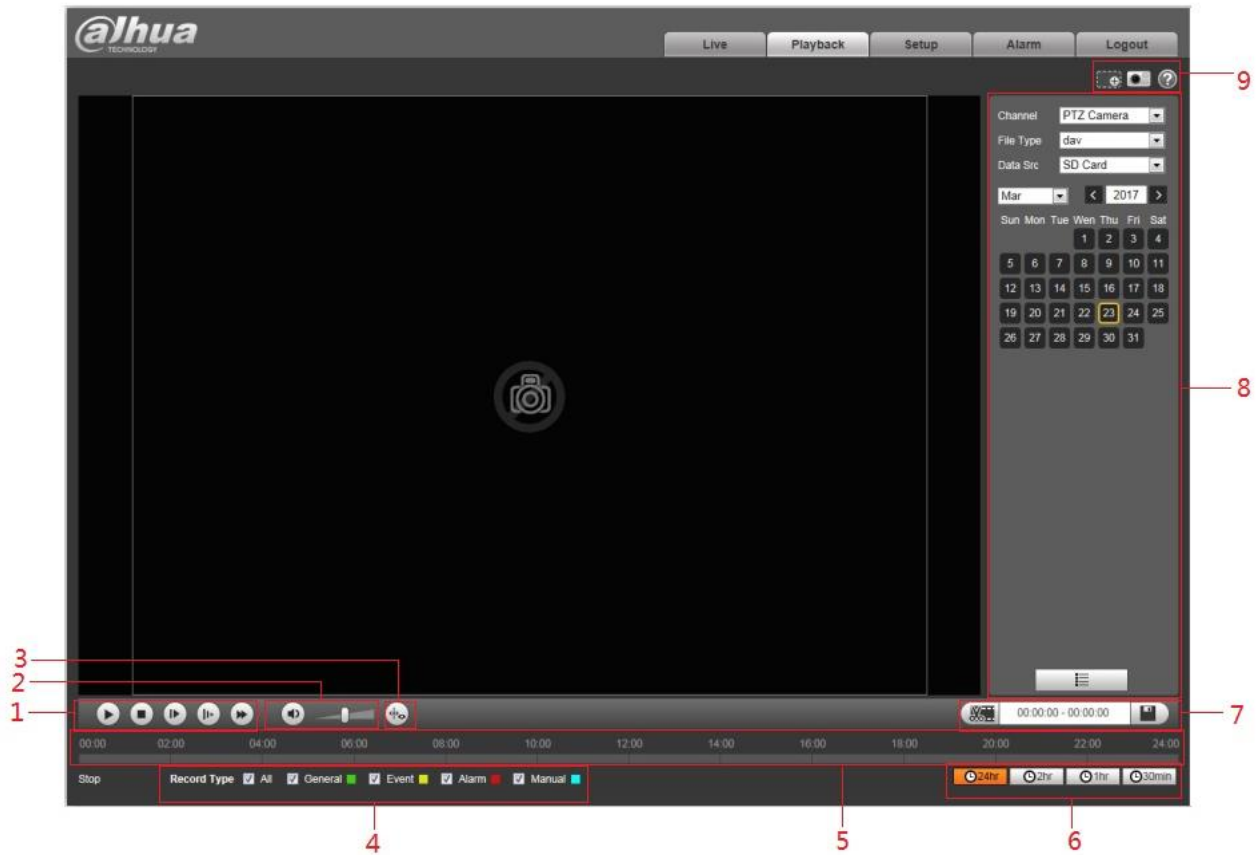 alhua
TECHNOLOGY
Live Playback Setup Alarm Logout
9
Channel PTZ Camera
File Type dav
Data Src SD Card
Mar 2017
Sun Mon Tue Wen Thu Fri Sat
1 2 3 4
5 6 7 8 9 10 11
12 13 14 15 16 17 18
19 20 21 22 23 24 25
26 27 28 29 30 31
8
3
2
1
00:00:00 - 00:00:00
7
00:00 02:00 04:00 06:00 08:00 10:00 12:00 14:00 16:00 18:00 20:00 22:00 24:00
Stop Record Type All General Event Alarm Manual 24hr 2hr 1hr 30min
4 5 6